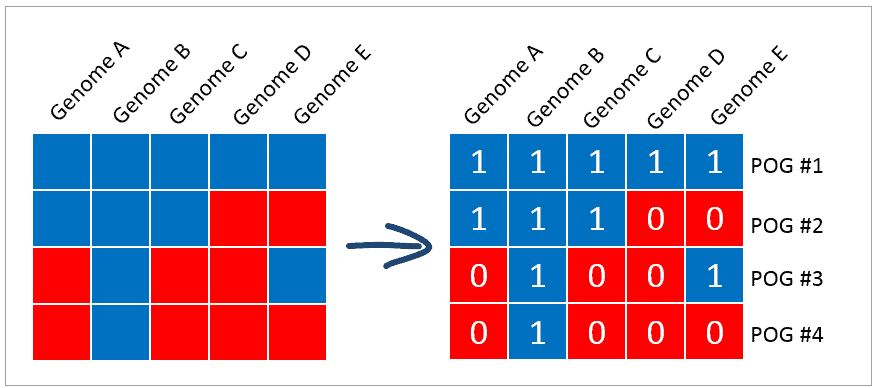 Genome A
Genome B
Genome C
Genome D
Genome E
Genome A
Genome B
Genome C
Genome D
Genome E
1 1 1 1 1 POG #1
1 1 1 0 0 POG #2
0 1 0 0 1 POG #3
0 1 0 0 0 POG #4